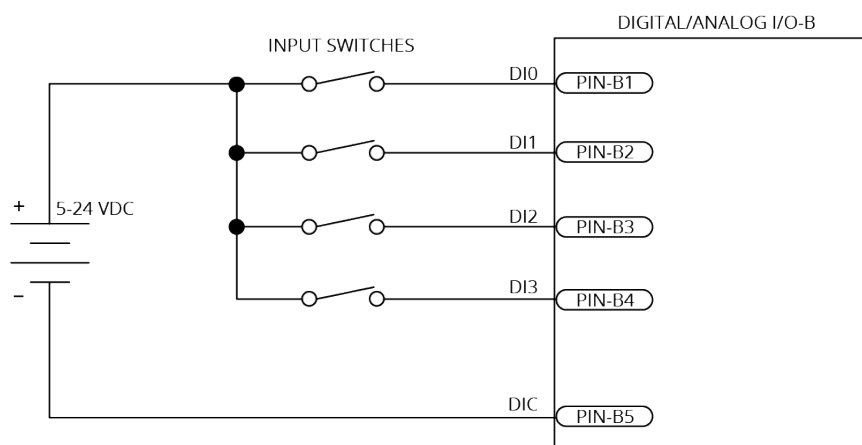 DIGITAL/ANALOG I/O-B
INPUT SWITCHES
DI0
PIN-B1
DI1
PIN-B2
+
5-24 VDC
DI2
PIN-B3
–
DI3
PIN-B4
DIC
PIN-B5